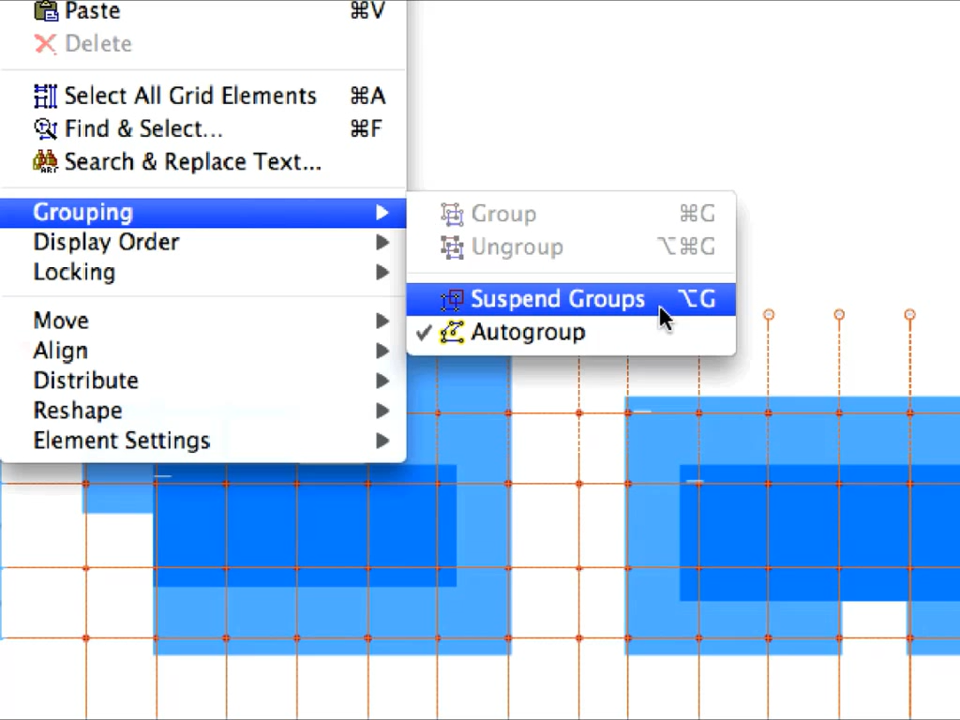 Paste ⌘V
Delete
Select All Grid Elements ⌘A
Find & Select... ⌘F
Search & Replace Text...
Grouping
Group ⌘G
Ungroup ⌥⌘G
Display Order
Locking
Suspend Groups ⌥G
Autogroup
Move
Align
Distribute
Reshape
Element Settings